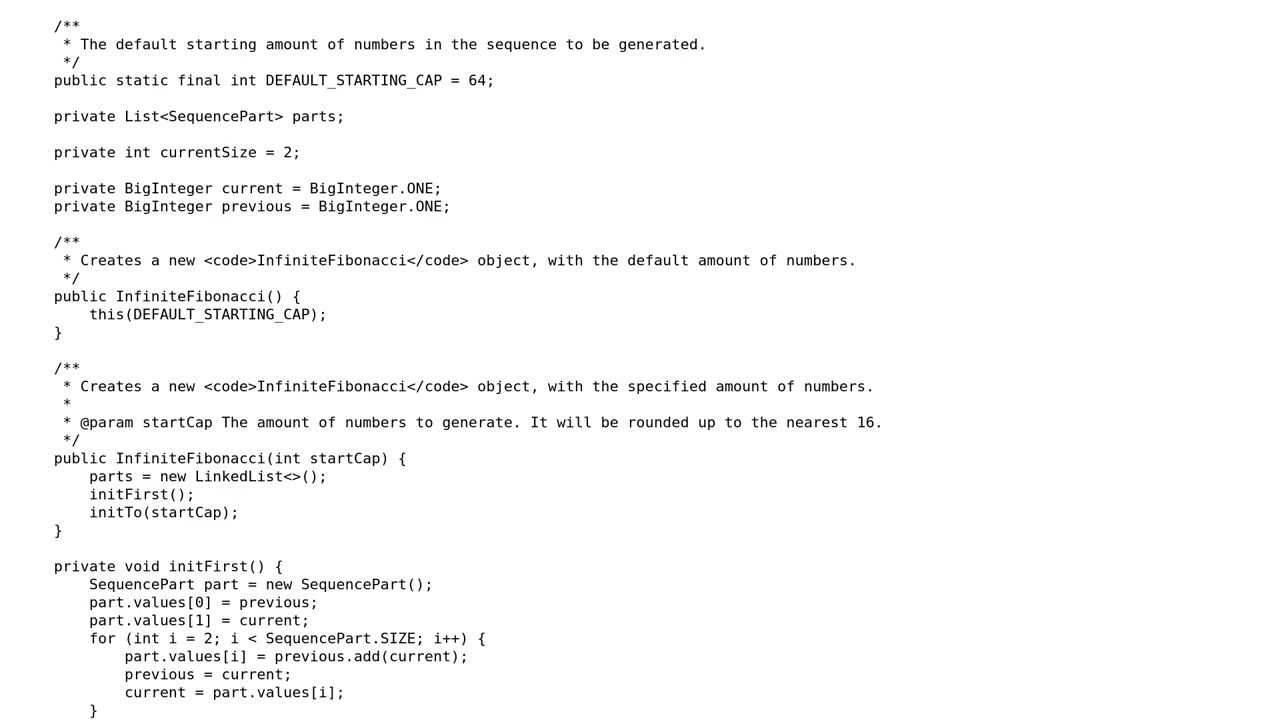 /**
 * The default starting amount of numbers in the sequence to be generated.
 */
public static final int DEFAULT_STARTING_CAP = 64;
private List<SequencePart> parts;
private int currentSize = 2;
private BigInteger current = BigInteger.ONE;
private BigInteger previous = BigInteger.ONE;
/**
 * Creates a new <code>InfiniteFibonacci</code> object, with the default amount of numbers.
 */
public InfiniteFibonacci() {
    this(DEFAULT_STARTING_CAP);
}
/**
 * Creates a new <code>InfiniteFibonacci</code> object, with the specified amount of numbers.
 *
 * @param startCap The amount of numbers to generate. It will be rounded up to the nearest 16.
 */
public InfiniteFibonacci(int startCap) {
    parts = new LinkedList<>();
    initFirst();
    initTo(startCap);
}
private void initFirst() {
    SequencePart part = new SequencePart();
    part.values[0] = previous;
    part.values[1] = current;
    for (int i = 2; i < SequencePart.SIZE; i++) {
        part.values[i] = previous.add(current);
        previous = current;
        current = part.values[i];
    }